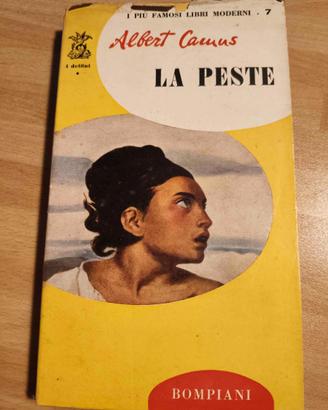 I PIÙ FAMOSI LIBRI MODERNI . 7
Albert Camus
i delfini
LA PESTE
BOMPIANI